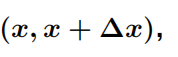 (x, x + Δx),